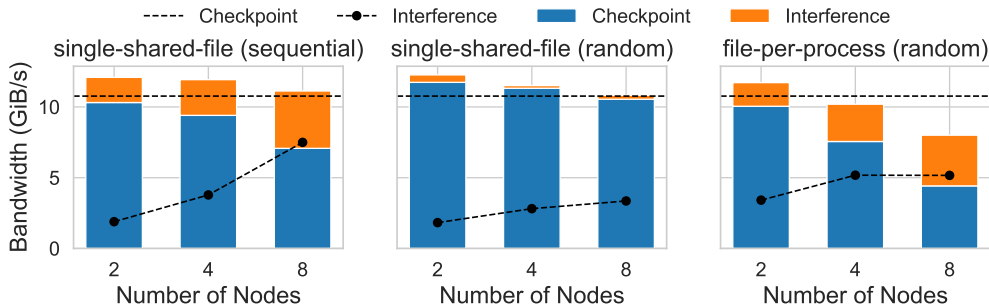 Checkpoint Interference Checkpoint Interference
single-shared-file (sequential) single-shared-file (random) file-per-process (random)
Bandwidth (GiB/s)
10
5
0
2 4 8 2 4 8 2 4 8
Number of Nodes Number of Nodes Number of Nodes